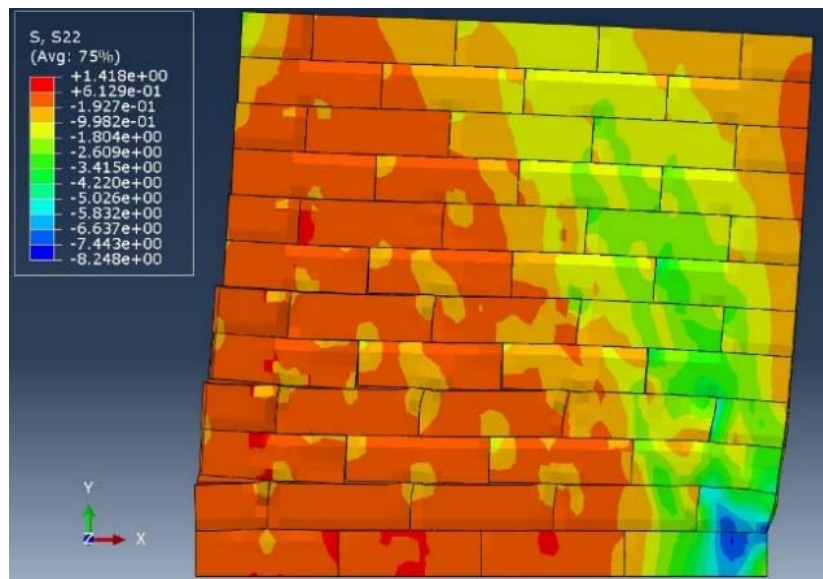 S, S22
(Avg: 75%)
+1.418e+00
+6.129e-01
-1.927e-01
-9.982e-01
-1.804e+00
-2.609e+00
-3.415e+00
-4.220e+00
-5.026e+00
-5.832e+00
-6.637e+00
-7.443e+00
-8.248e+00
Y
Z
X